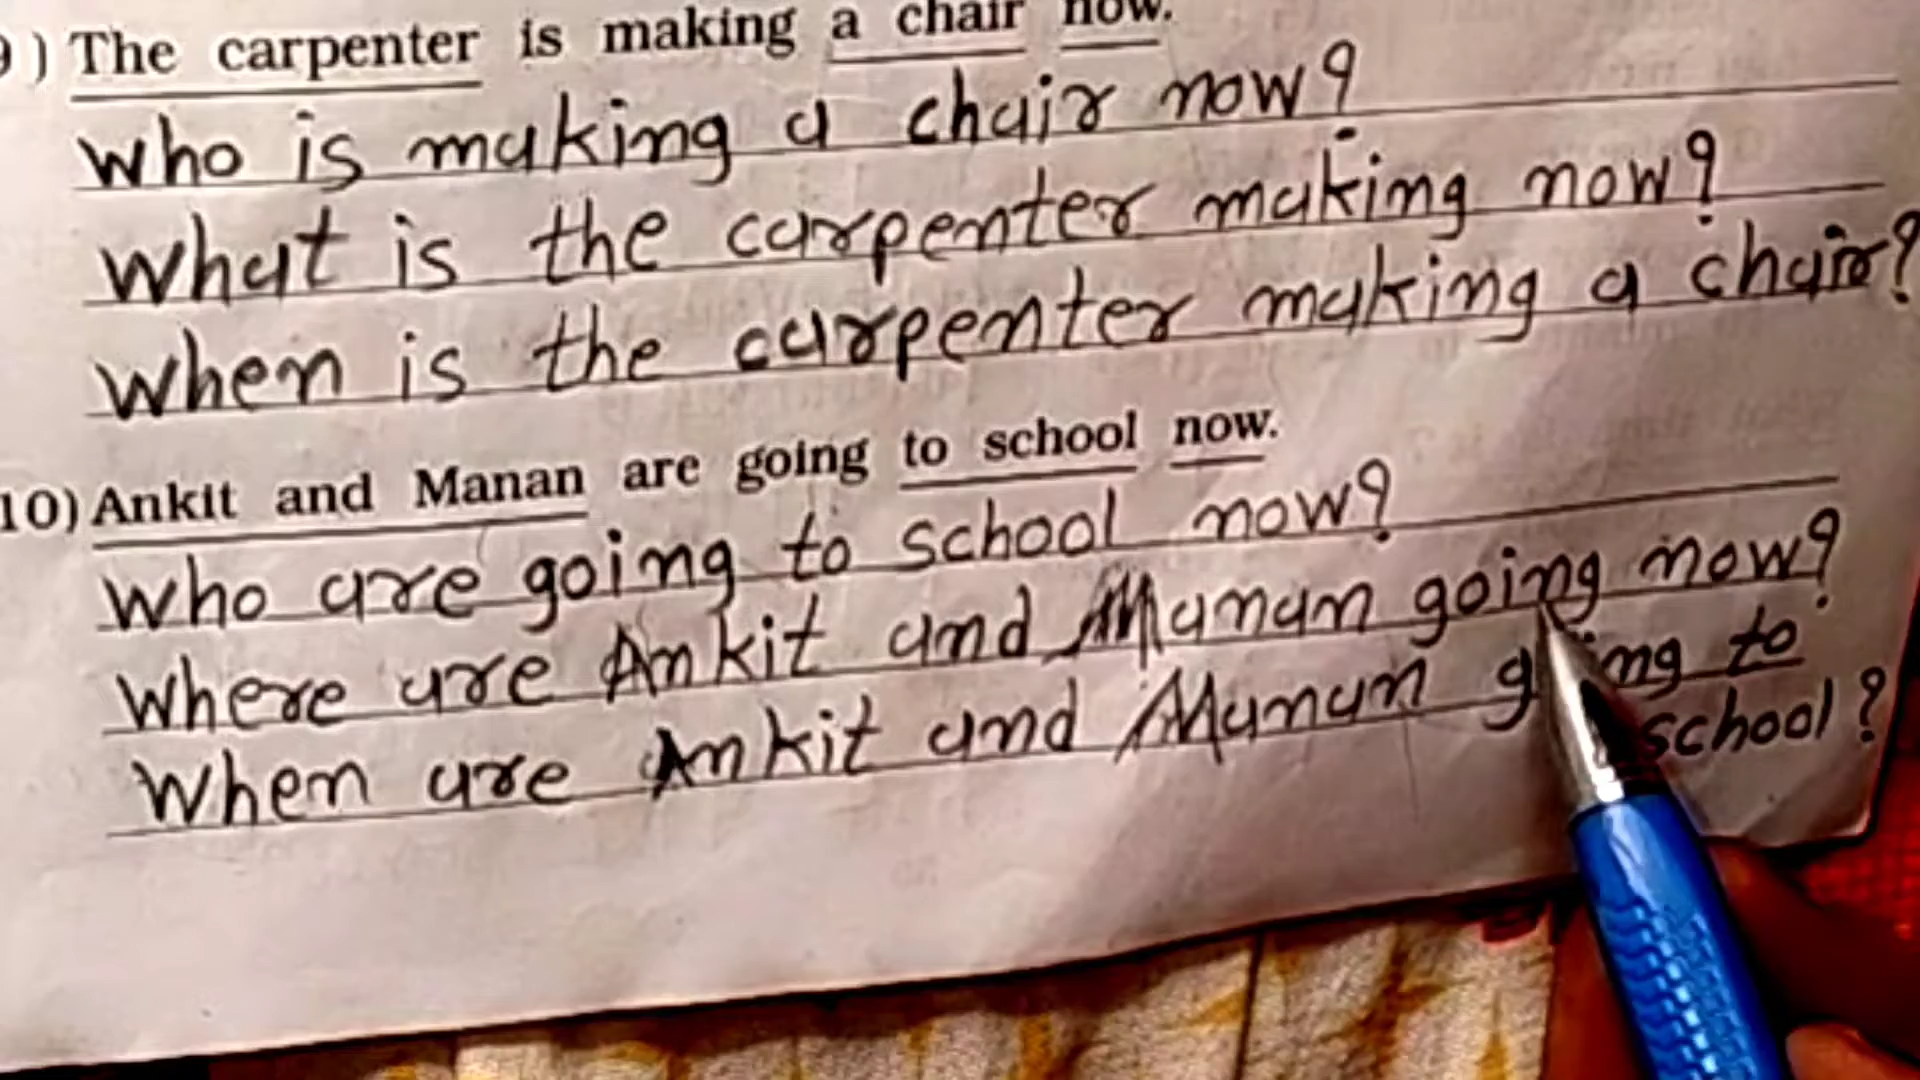 9) The carpenter is making a chair now.
Who is making a chair now?
What is the carpenter making now?
When is the carpenter making a chair?
10) Ankit and Manan are going to school now.
Who are going to school now?
Where are Ankit and Manan going now?
When are Ankit and Manan going to
school?